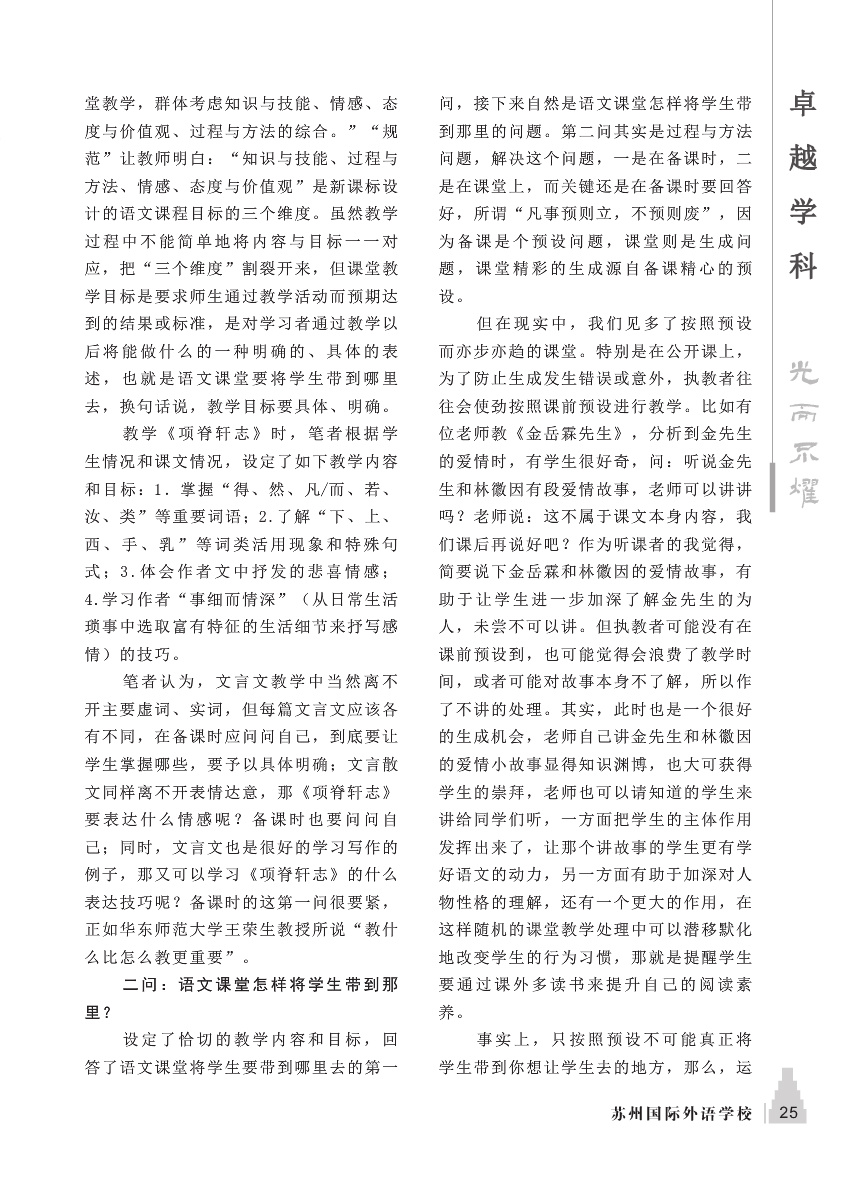 堂教学，群体考虑知识与技能、情感、态
度与价值观、过程与方法的综合。”“规
范”让教师明白：“知识与技能、过程与
方法、情感、态度与价值观”是新课标设
计的语文课程目标的三个维度。虽然教学
过程中不能简单地将内容与目标一一对
应，把“三个维度”割裂开来，但课堂教
学目标是要求师生通过教学活动而预期达
到的结果或标准，是对学习者通过教学以
后将能做什么的一种明确的、具体的表
述，也就是语文课堂要将学生带到哪里
去，换句话说，教学目标要具体、明确。
教学《项脊轩志》时，笔者根据学
生情况和课文情况，设定了如下教学内容
和目标：1．掌握“得、然、凡/而、若、
汝、类”等重要词语；2.了解“下、上、
西、手、乳”等词类活用现象和特殊句
式；3.体会作者文中抒发的悲喜情感；
4.学习作者“事细而情深”（从日常生活
琐事中选取富有特征的生活细节来抒写感
情）的技巧。
笔者认为，文言文教学中当然离不
开主要虚词、实词，但每篇文言文应该各
有不同，在备课时应问问自己，到底要让
学生掌握哪些，要予以具体明确；文言散
文同样离不开表情达意，那《项脊轩志》
要表达什么情感呢？备课时也要问问自
己；同时，文言文也是很好的学习写作的
例子，那又可以学习《项脊轩志》的什么
表达技巧呢？备课时的这第一问很要紧，
正如华东师范大学王荣生教授所说“教什
么比怎么教更重要”。
二问：语文课堂怎样将学生带到那
里？
设定了恰切的教学内容和目标，回
答了语文课堂将学生要带到哪里去的第一
问，接下来自然是语文课堂怎样将学生带
到那里的问题。第二问其实是过程与方法
问题，解决这个问题，一是在备课时，二
是在课堂上，而关键还是在备课时要回答
好，所谓“凡事预则立，不预则废”，因
为备课是个预设问题，课堂则是生成问
题，课堂精彩的生成源自备课精心的预
设。
但在现实中，我们见多了按照预设
而亦步亦趋的课堂。特别是在公开课上，
为了防止生成发生错误或意外，执教者往
往会使劲按照课前预设进行教学。比如有
位老师教《金岳霖先生》，分析到金先生
的爱情时，有学生很好奇，问：听说金先
生和林徽因有段爱情故事，老师可以讲讲
吗？老师说：这不属于课文本身内容，我
们课后再说好吧？作为听课者的我觉得，
简要说下金岳霖和林徽因的爱情故事，有
助于让学生进一步加深了解金先生的为
人，未尝不可以讲。但执教者可能没有在
课前预设到，也可能觉得会浪费了教学时
间，或者可能对故事本身不了解，所以作
了不讲的处理。其实，此时也是一个很好
的生成机会，老师自己讲金先生和林徽因
的爱情小故事显得知识渊博，也大可获得
学生的崇拜，老师也可以请知道的学生来
讲给同学们听，一方面把学生的主体作用
发挥出来了，让那个讲故事的学生更有学
好语文的动力，另一方面有助于加深对人
物性格的理解，还有一个更大的作用，在
这样随机的课堂教学处理中可以潜移默化
地改变学生的行为习惯，那就是提醒学生
要通过课外多读书来提升自己的阅读素
养。
事实上，只按照预设不可能真正将
学生带到你想让学生去的地方，那么，运
卓越学科
光而不耀
苏州国际外语学校
25